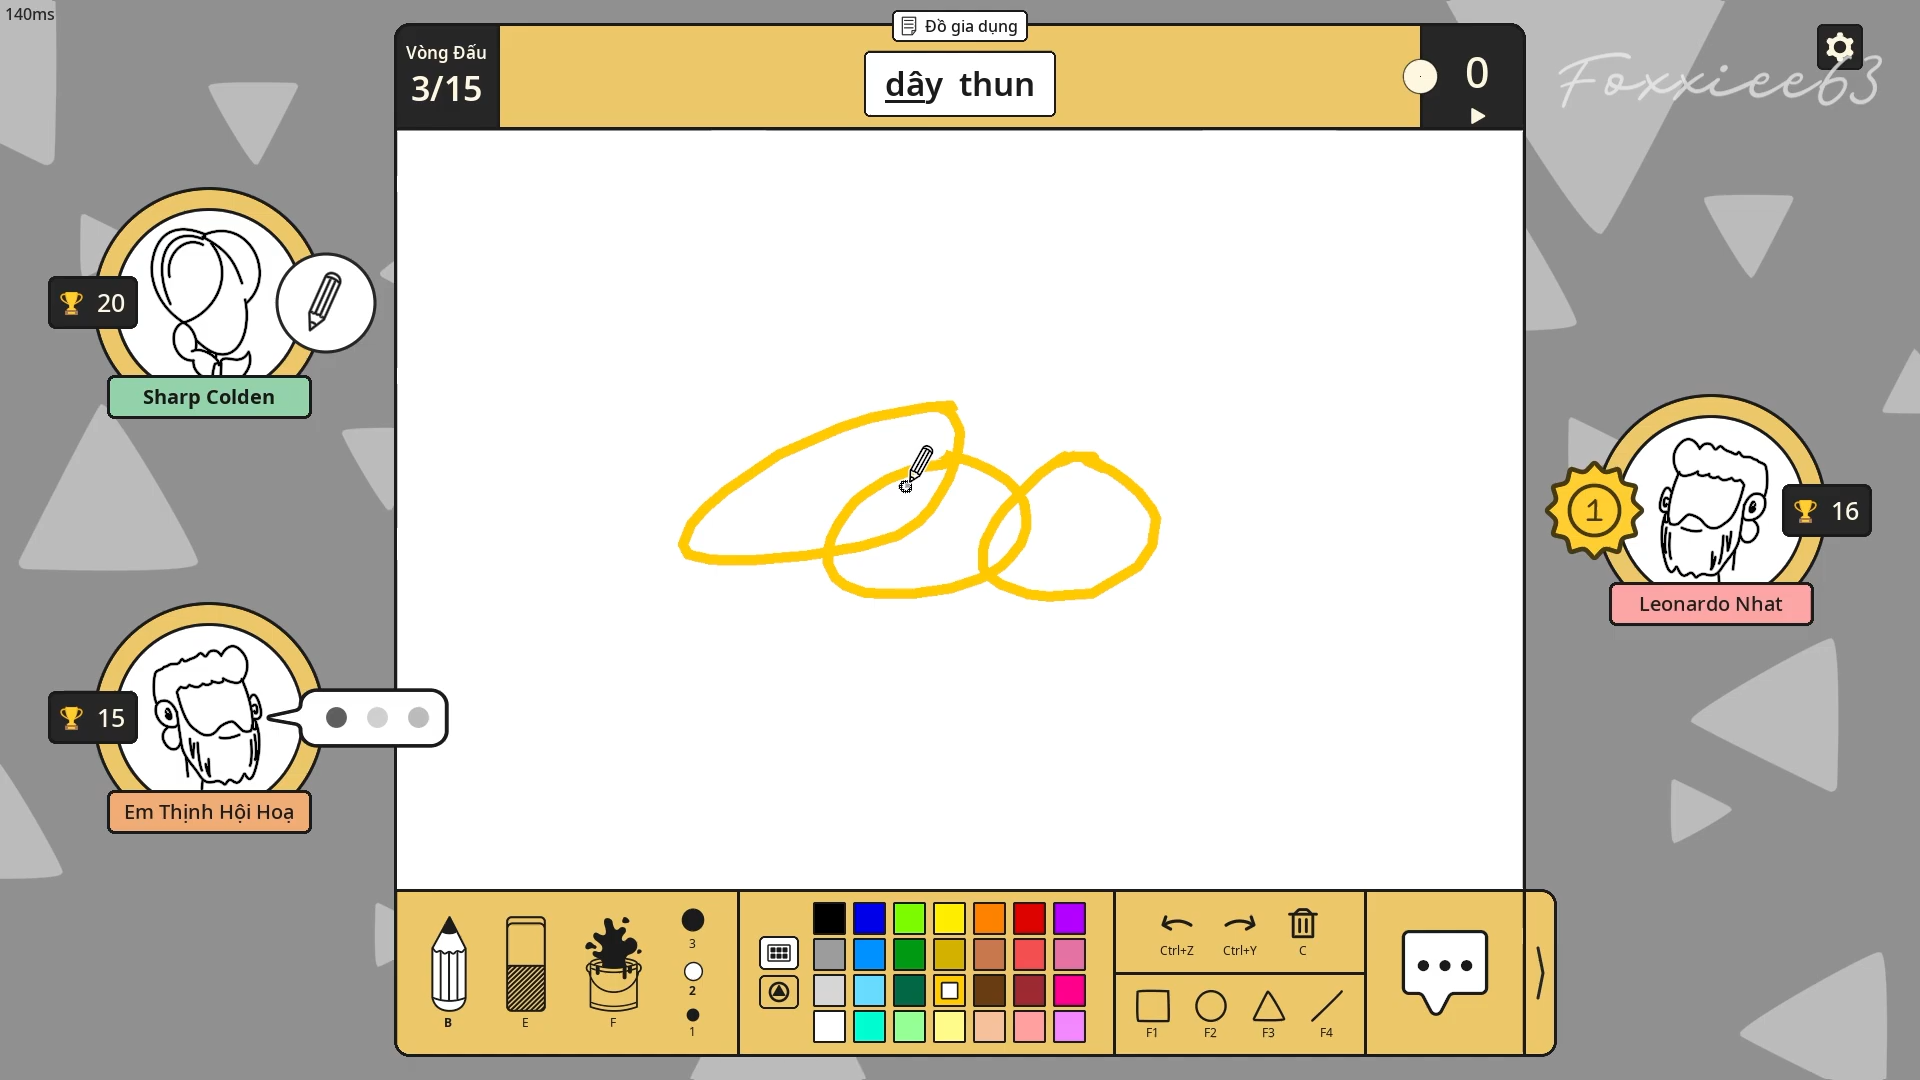 140ms
Đồ gia dụng
Vòng Đấu
3/15
dây thun
0
Foxxiee63
20
Sharp Colden
1
16
Leonardo Nhat
15
Em Thịnh Hội Hoạ
3
2
1
B
E
F
Ctrl+Z
Ctrl+Y
C
F1
F2
F3
F4